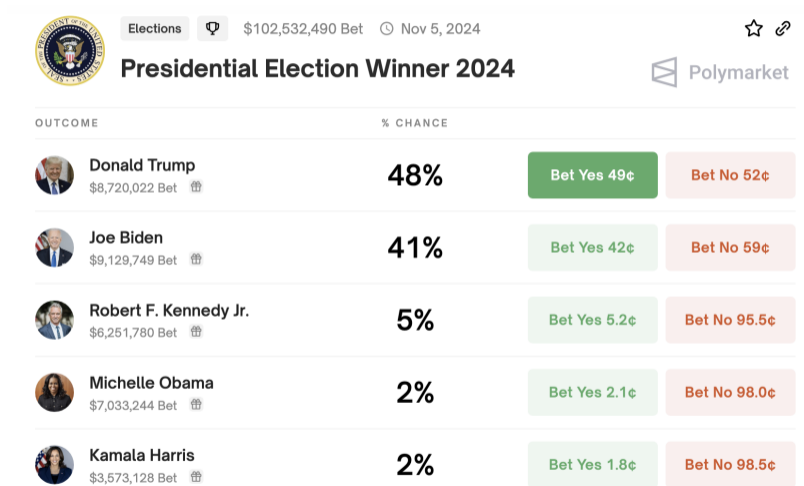 Elections $102,532,490 Bet Nov 5, 2024
Presidential Election Winner 2024
Polymarket
OUTCOME % CHANCE
Donald Trump
$8,720,022 Bet
48%
Bet Yes 49¢ Bet No 52¢
Joe Biden
$9,129,749 Bet
41%
Bet Yes 42¢ Bet No 59¢
Robert F. Kennedy Jr.
$6,251,780 Bet
5%
Bet Yes 5.2¢ Bet No 95.5¢
Michelle Obama
$7,033,244 Bet
2%
Bet Yes 2.1¢ Bet No 98.0¢
Kamala Harris
$3,573,128 Bet
2%
Bet Yes 1.8¢ Bet No 98.5¢